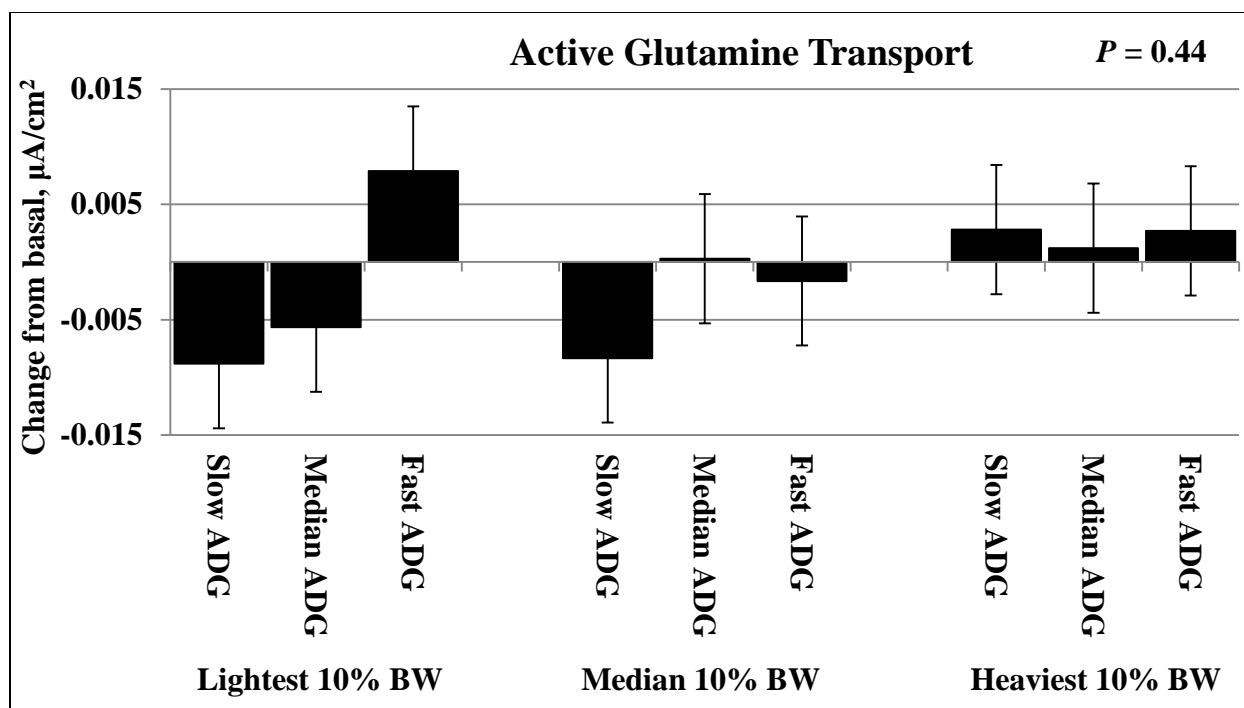 Active Glutamine Transport
P = 0.44
Change from basal, µA/cm²
0.015
0.005
-0.005
-0.015
Slow ADG
Median ADG
Fast ADG
Slow ADG
Median ADG
Fast ADG
Slow ADG
Median ADG
Fast ADG
Lightest 10% BW
Median 10% BW
Heaviest 10% BW